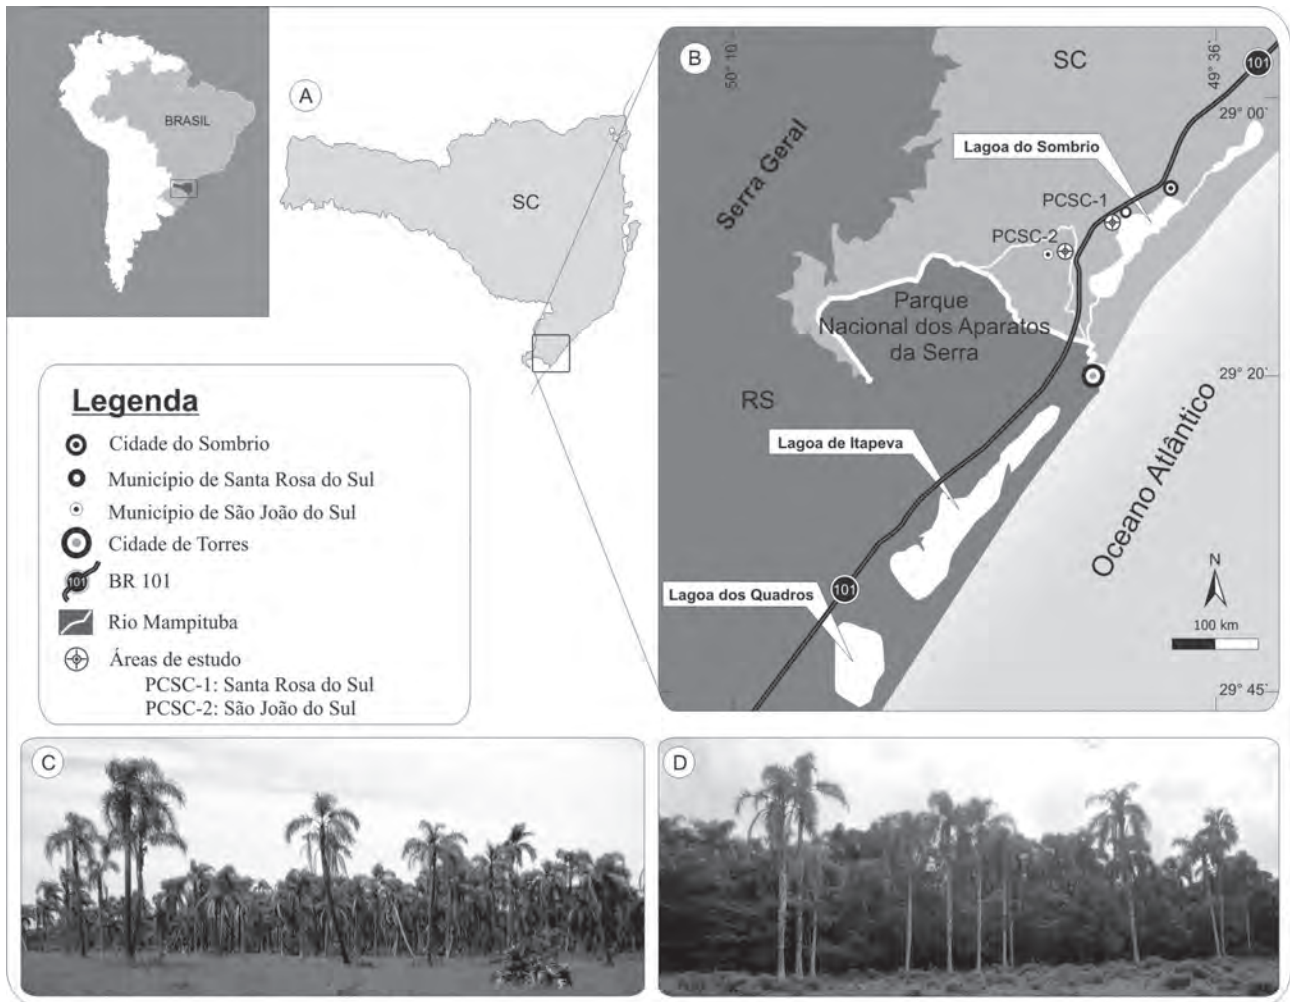 BRASIL
A
SC
B
50° 10'
SC
49° 36'
101
29° 00'
Serra Geral
Lagoa do Sombrio
PCSC-1
PCSC-2
Parque
Nacional dos Aparatos
da Serra
29° 20'
RS
Lagoa de Itapeva
Oceano Atlântico
N
Lagoa dos Quadros
101
100 km
29° 45'
Legenda
Cidade do Sombrio
Município de Santa Rosa do Sul
Município de São João do Sul
Cidade de Torres
101
BR 101
Rio Mampituba
Áreas de estudo
PCSC-1: Santa Rosa do Sul
PCSC-2: São João do Sul
C
D